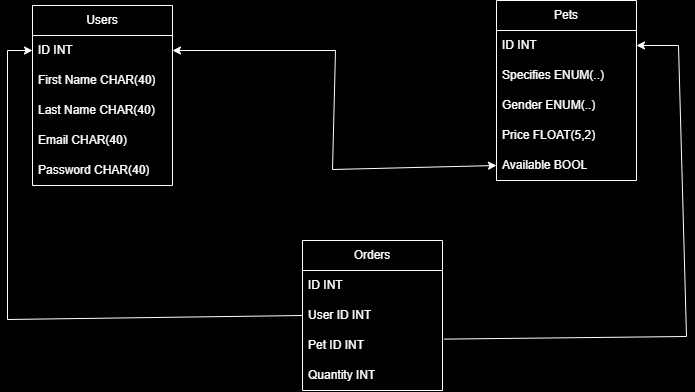 Users
ID INT
First Name CHAR(40)
Last Name CHAR(40)
Email CHAR(40)
Password CHAR(40)
Pets
ID INT
Specifies ENUM(..)
Gender ENUM(..)
Price FLOAT(5,2)
Available BOOL
Orders
ID INT
User ID INT
Pet ID INT
Quantity INT